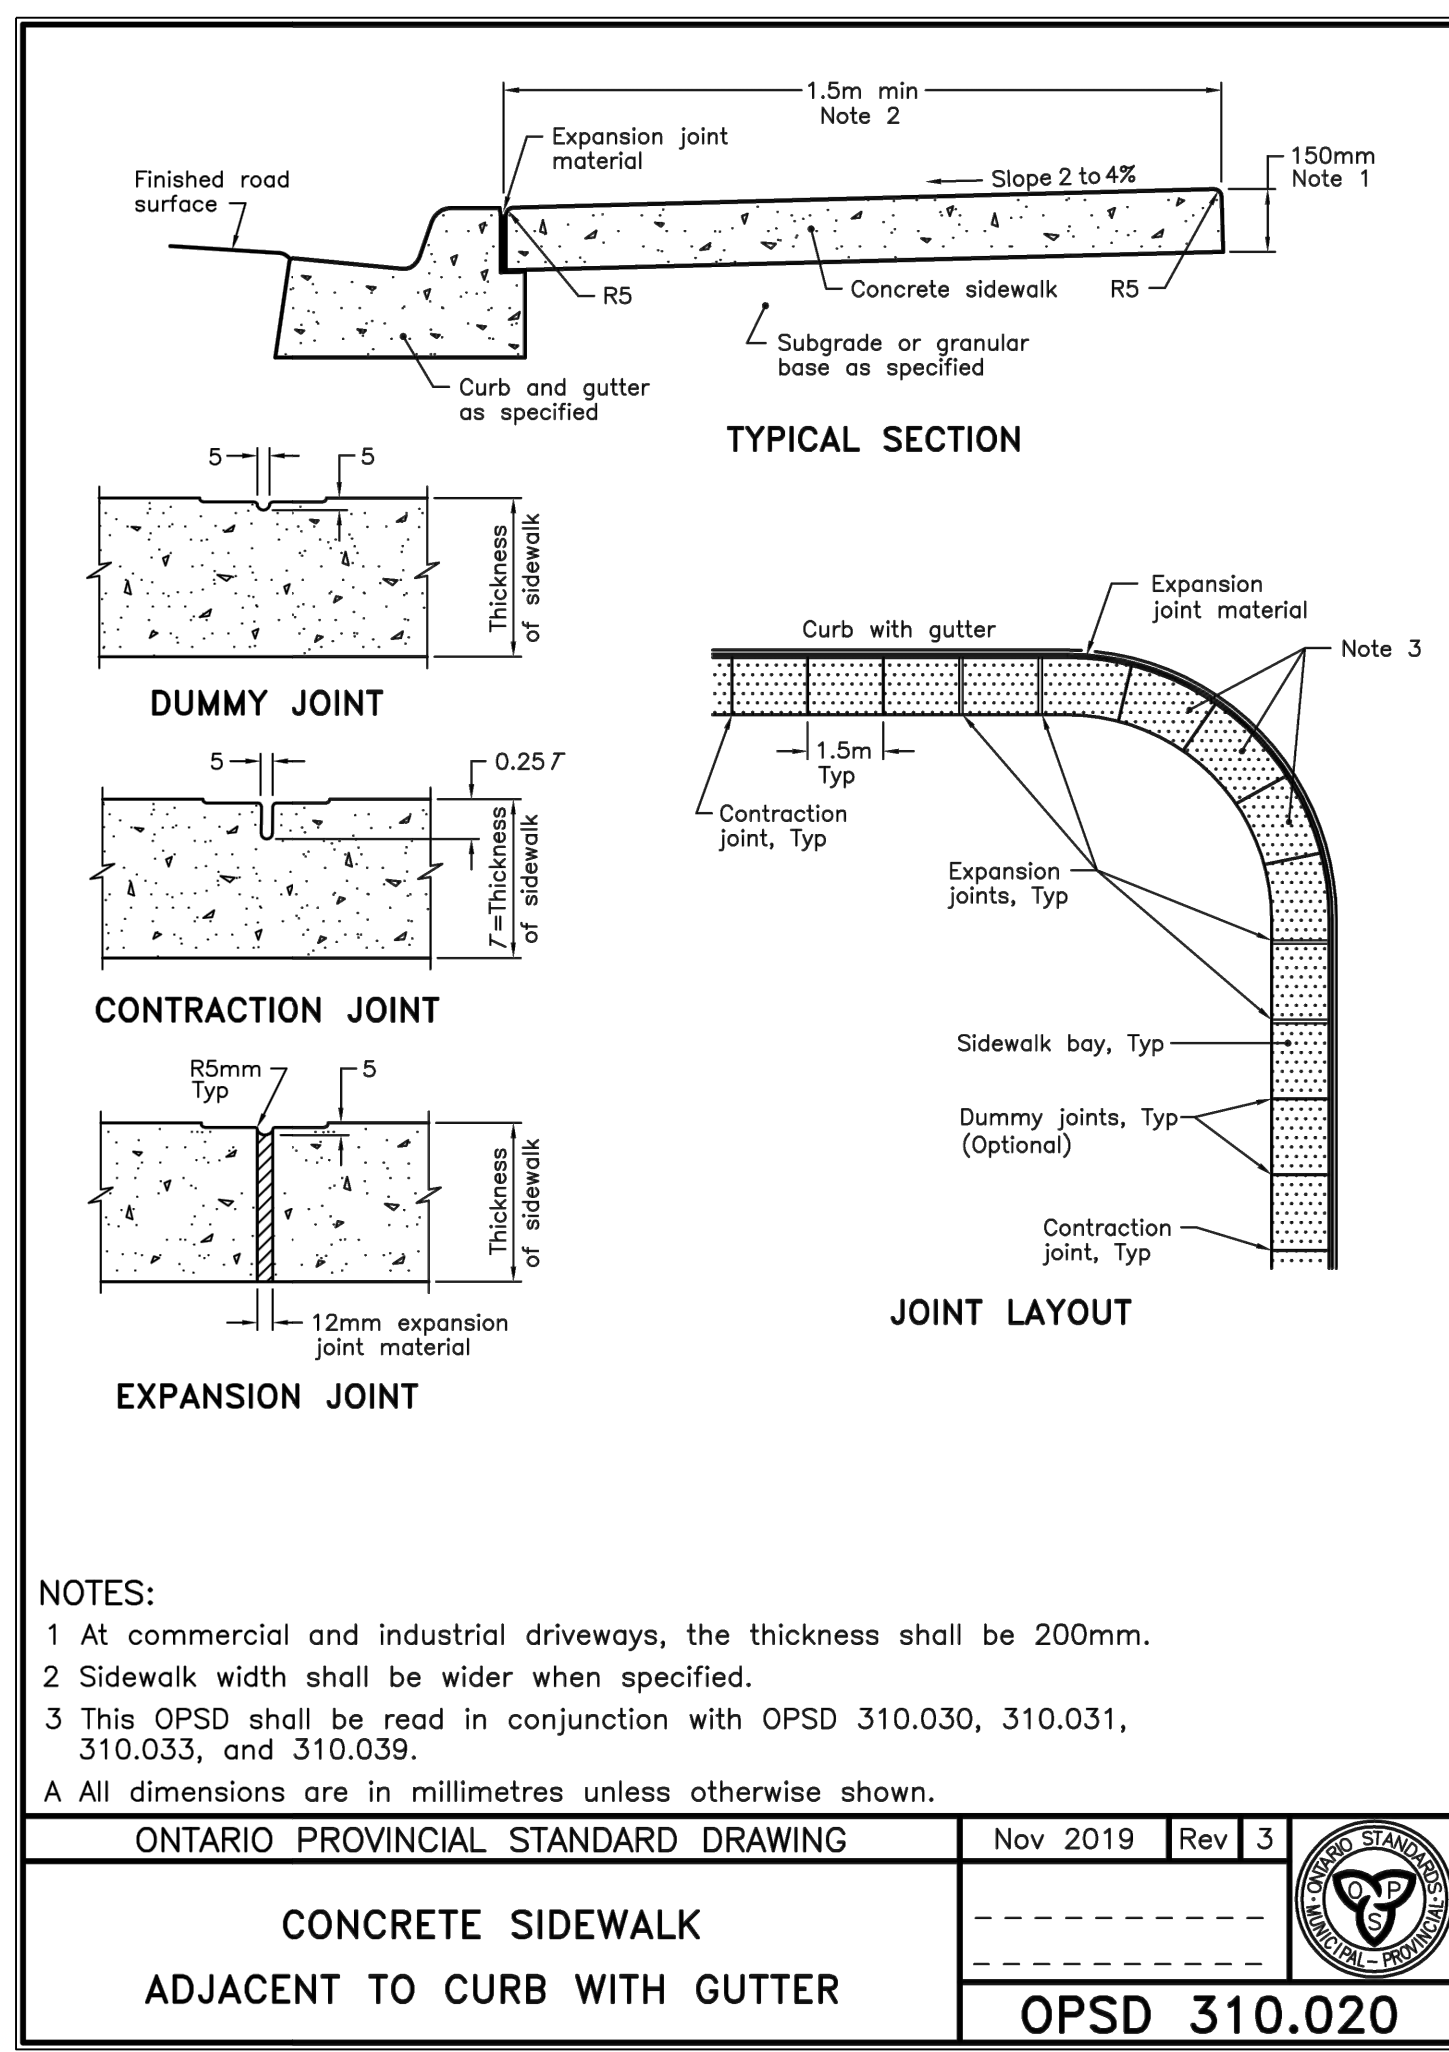 1.5m min
Note 2
Expansion joint
material
Finished road
surface
Slope 2 to 4%
150mm
Note 1
R5
Concrete sidewalk
R5
Subgrade or granular
base as specified
Curb and gutter
as specified
TYPICAL SECTION
5
5
Thickness
of sidewalk
DUMMY JOINT
5
0.25T
T=Thickness
of sidewalk
CONTRACTION JOINT
R5mm
Typ
5
Thickness
of sidewalk
12mm expansion
joint material
EXPANSION JOINT
Expansion
joint material
Curb with gutter
Note 3
1.5m
Typ
Contraction
joint, Typ
Expansion
joints, Typ
Sidewalk bay, Typ
Dummy joints, Typ
(Optional)
Contraction
joint, Typ
JOINT LAYOUT
NOTES:
1 At commercial and industrial driveways, the thickness shall be 200mm.
2 Sidewalk width shall be wider when specified.
3 This OPSD shall be read in conjunction with OPSD 310.030, 310.031,
310.033, and 310.039.
A All dimensions are in millimetres unless otherwise shown.
ONTARIO PROVINCIAL STANDARD DRAWING
Nov 2019
Rev
3
CONCRETE SIDEWALK
ADJACENT TO CURB WITH GUTTER
ONTARIO STANDARDS
MUNICIPAL-PROVINCIAL
O P
S
OPSD 310.020